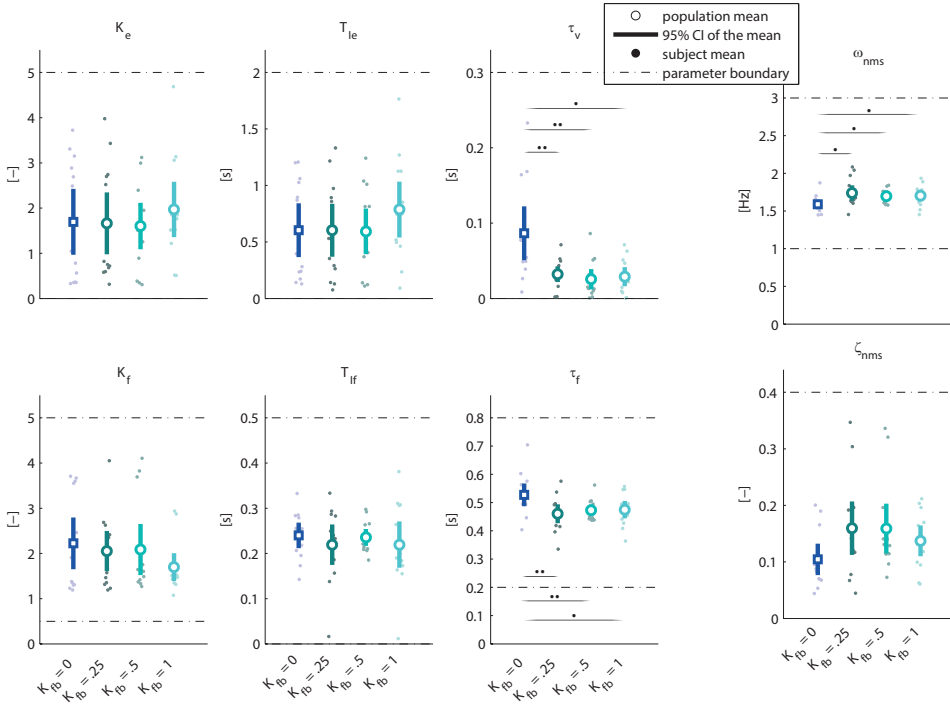 population mean
95% CI of the mean
subject mean
parameter boundary
K_e
[−]
5
4
3
2
1
0
T_le
[s]
2
1.5
1
0.5
0
τ_v
[s]
0.3
0.2
0.1
0
ω_nms
[Hz]
3
2.5
2
1.5
1
0.5
0
K_f
[−]
5
4
3
2
1
0
K_fb = 0
K_fb = .25
K_fb = .5
K_fb = 1
T_lf
[s]
0.5
0.4
0.3
0.2
0.1
0
K_fb = 0
K_fb = .25
K_fb = .5
K_fb = 1
τ_f
[s]
0.8
0.7
0.6
0.5
0.4
0.3
0.2
0.1
0
K_fb = 0
K_fb = .25
K_fb = .5
K_fb = 1
ζ_nms
[−]
0.4
0.3
0.2
0.1
0
K_fb = 0
K_fb = .25
K_fb = .5
K_fb = 1